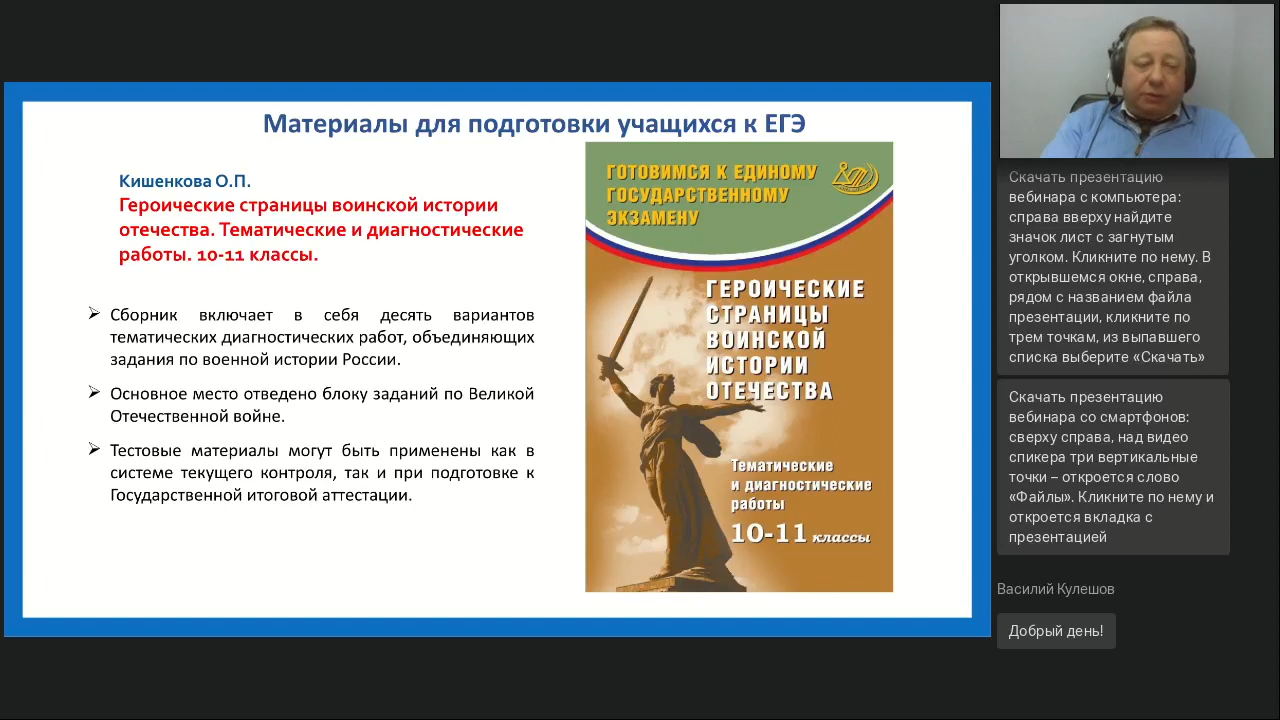 Материалы для подготовки учащихся к ЕГЭ
Кишенкова О.П.
Героические страницы воинской истории
отечества. Тематические и диагностические
работы. 10-11 классы.
Сборник включает в себя десять вариантов
тематических диагностических работ, объединяющих
задания по военной истории России.
Основное место отведено блоку заданий по Великой
Отечественной войне.
Тестовые материалы могут быть применены как в
системе текущего контроля, так и при подготовке к
Государственной итоговой аттестации.
ГОТОВИМСЯ К ЕДИНОМУ
ГОСУДАРСТВЕННОМУ
ЭКЗАМЕНУ
ГЕРОИЧЕСКИЕ
СТРАНИЦЫ
ВОИНСКОЙ
ИСТОРИИ
ОТЕЧЕСТВА
Тематические
и диагностические
работы
10-11 классы
Скачать презентацию
вебинара с компьютера:
справа вверху найдите
значок лист с загнутым
уголком. Кликните по нему. В
открывшемся окне, справа,
рядом с названием файла
презентации, кликните по
трем точкам, из выпавшего
списка выберите «Скачать»
Скачать презентацию
вебинара со смартфонов:
сверху справа, над видео
спикера три вертикальные
точки – откроется слово
«Файлы». Кликните по нему и
откроется вкладка с
презентацией
Василий Кулешов
Добрый день!